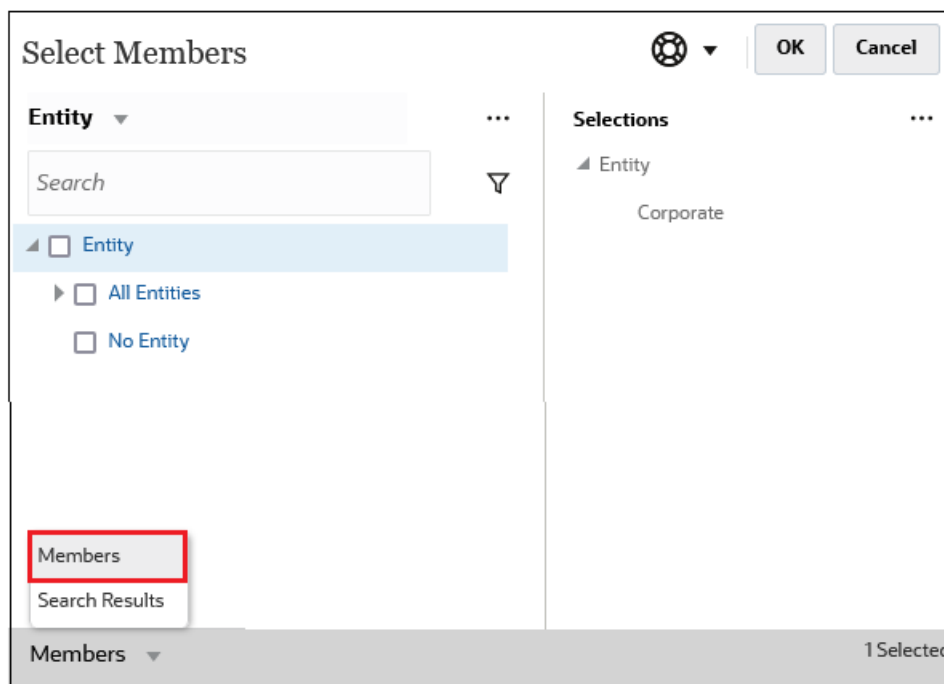 Select Members
OK
Cancel
Entity
...
Search
Entity
All Entities
No Entity
Selections
...
Entity
Corporate
Members
Search Results
Members
1 Selected